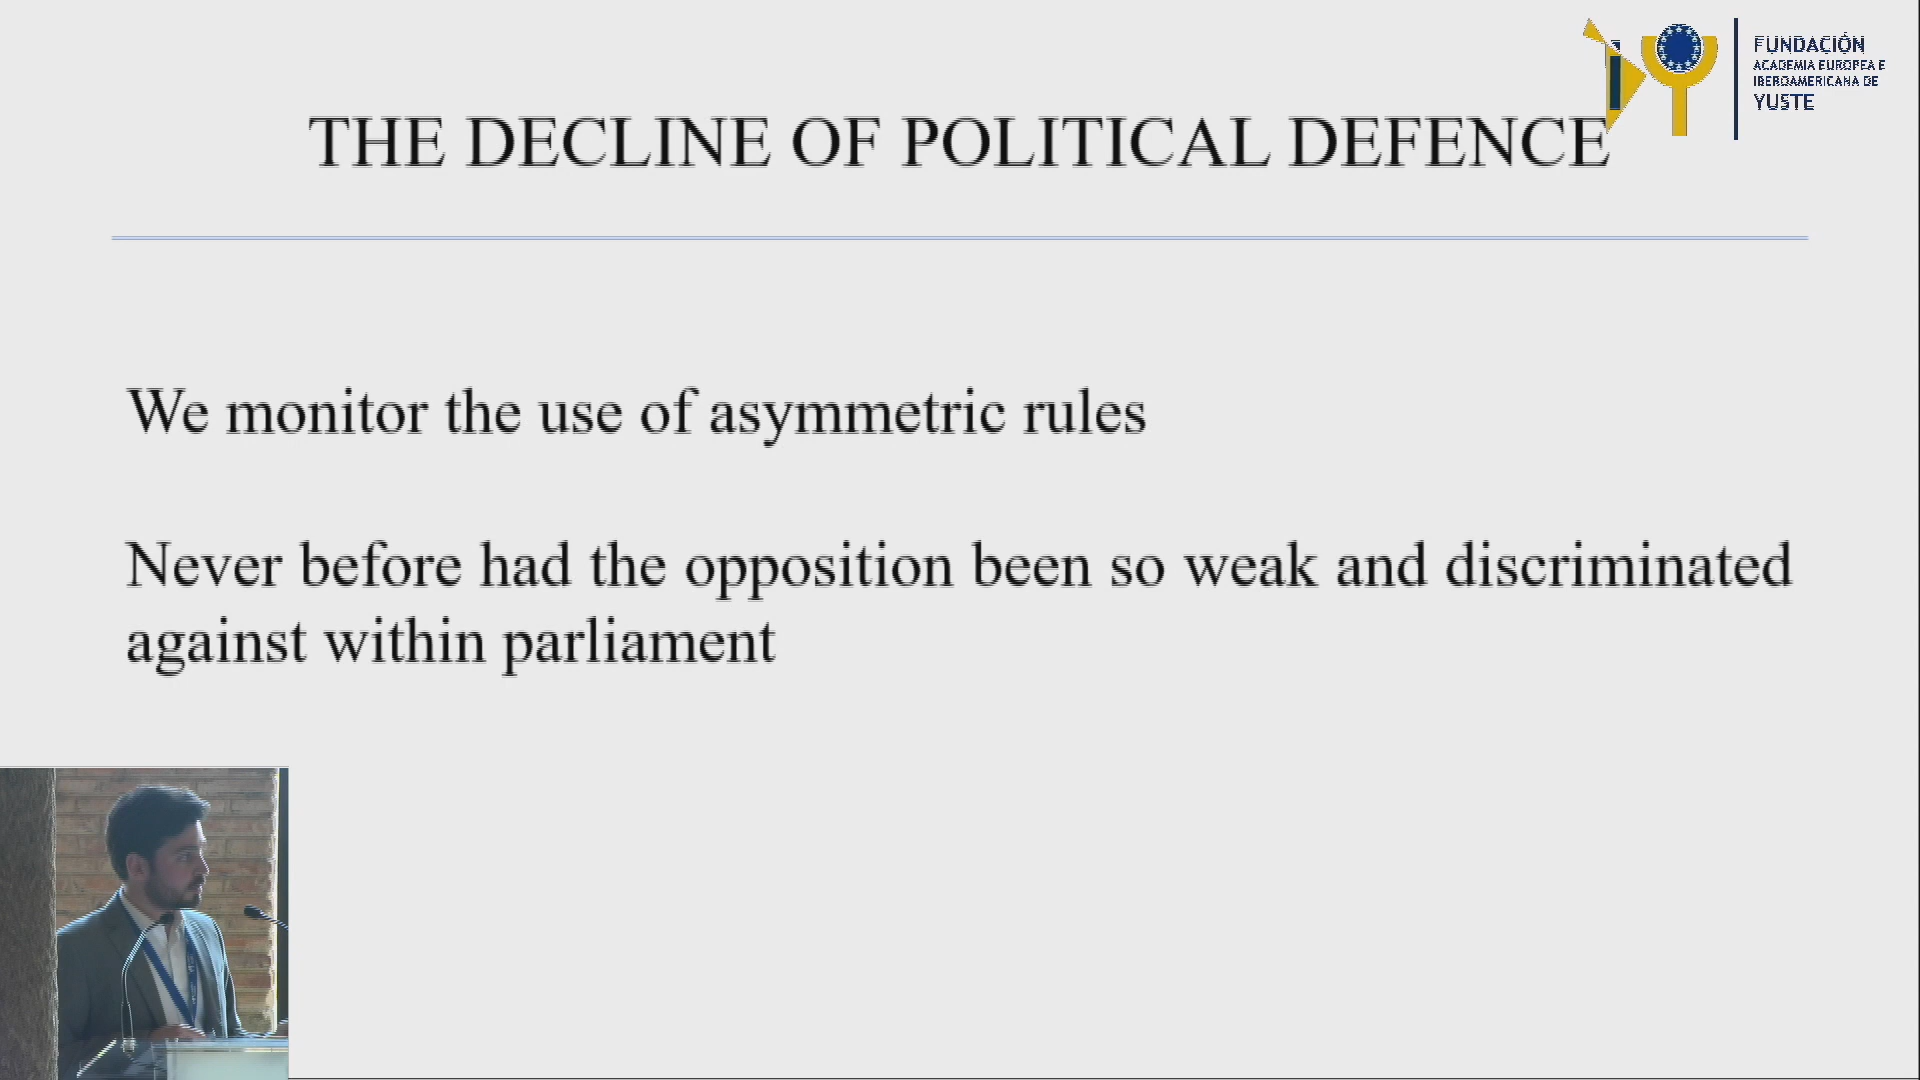 FUNDACIÓN
ACADEMIA EUROPEA E
IBEROAMERICANA DE
YUSTE
THE DECLINE OF POLITICAL DEFENCE
We monitor the use of asymmetric rules
Never before had the opposition been so weak and discriminated
against within parliament